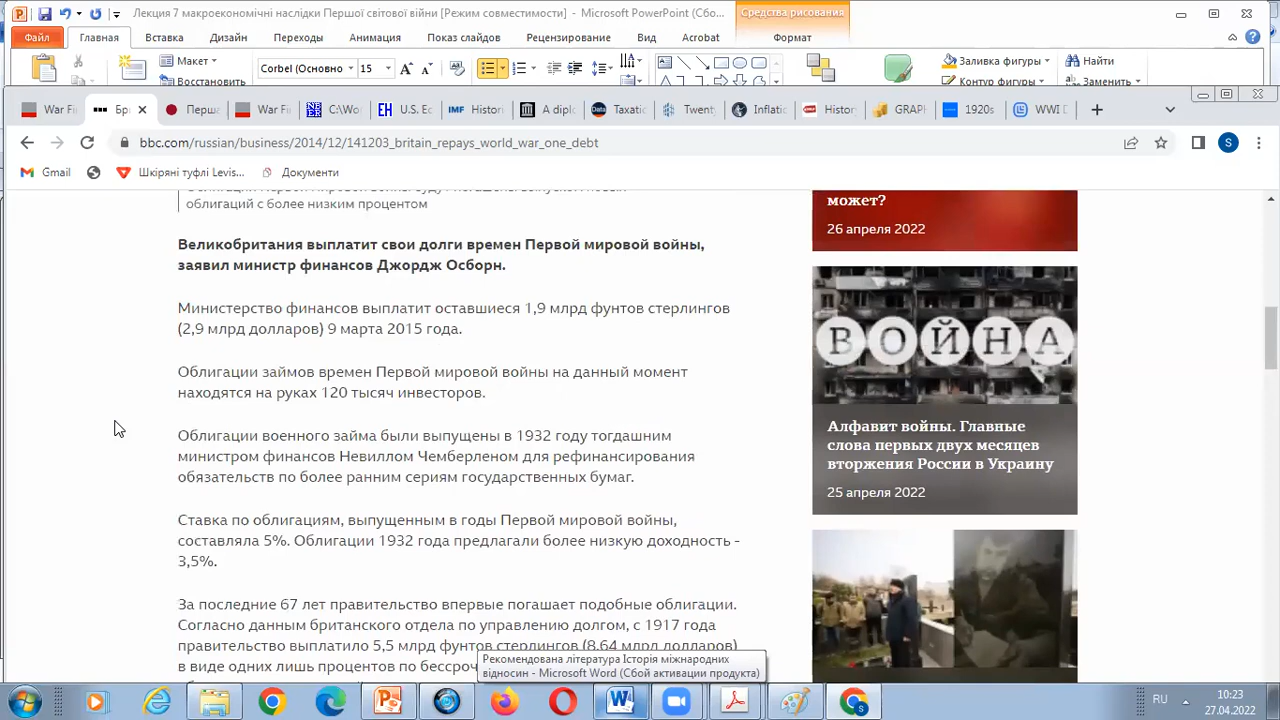 Лекция 7 макроекономічні наслідки Першої світової війни [Режим совместимости] - Microsoft PowerPoint (Сбо...
Средства рисования
Файл
Главная
Вставка
Дизайн
Переходы
Анимация
Показ слайдов
Рецензирование
Вид
Acrobat
Формат
Макет
Восстановить
Corbel (Основно
1
Заливка фигуры
Контур фигуры
Найти
Заменить
War Fi
Бри
Перша
War Fi
C:\Wo
U.S. Ec
Histor
A dipl
Taxati
Twent
Inflati
Histor
GRAPI
1920s
WWI D
bbc.com/russian/business/2014/12/141203_britain_repays_world_war_one_debt
Gmail
Шкіряні туфлі Levis...
Документи
облигаций с более низким процентом
Великобритания выплатит свои долги времен Первой мировой войны,
заявил министр финансов Джордж Осборн.
Министерство финансов выплатит оставшиеся 1,9 млрд фунтов стерлингов
(2,9 млрд долларов) 9 марта 2015 года.
Облигации займов времен Первой мировой войны на данный момент
находятся на руках 120 тысяч инвесторов.
Облигации военного займа были выпущены в 1932 году тогдашним
министром финансов Невиллом Чемберленом для рефинансирования
обязательств по более ранним сериям государственных бумаг.
Ставка по облигациям, выпущенным в годы Первой мировой войны,
составляла 5%. Облигации 1932 года предлагали более низкую доходность -
3,5%.
За последние 67 лет правительство впервые погашает подобные облигации.
Согласно данным британского отдела по управлению долгом, с 1917 года
правительство выплатило 5,5 млрд фунтов стерлингов (8,64 млрд долларов)
в виде одних лишь процентов по бессроч
может?
26 апреля 2022
ВОЙНА
Алфавит войны. Главные
слова первых двух месяцев
вторжения России в Украину
25 апреля 2022
Рекомендована література Історія міжнародних
відносин - Microsoft Word (Сбой активации продукта)
RU
10:23
27.04.2022